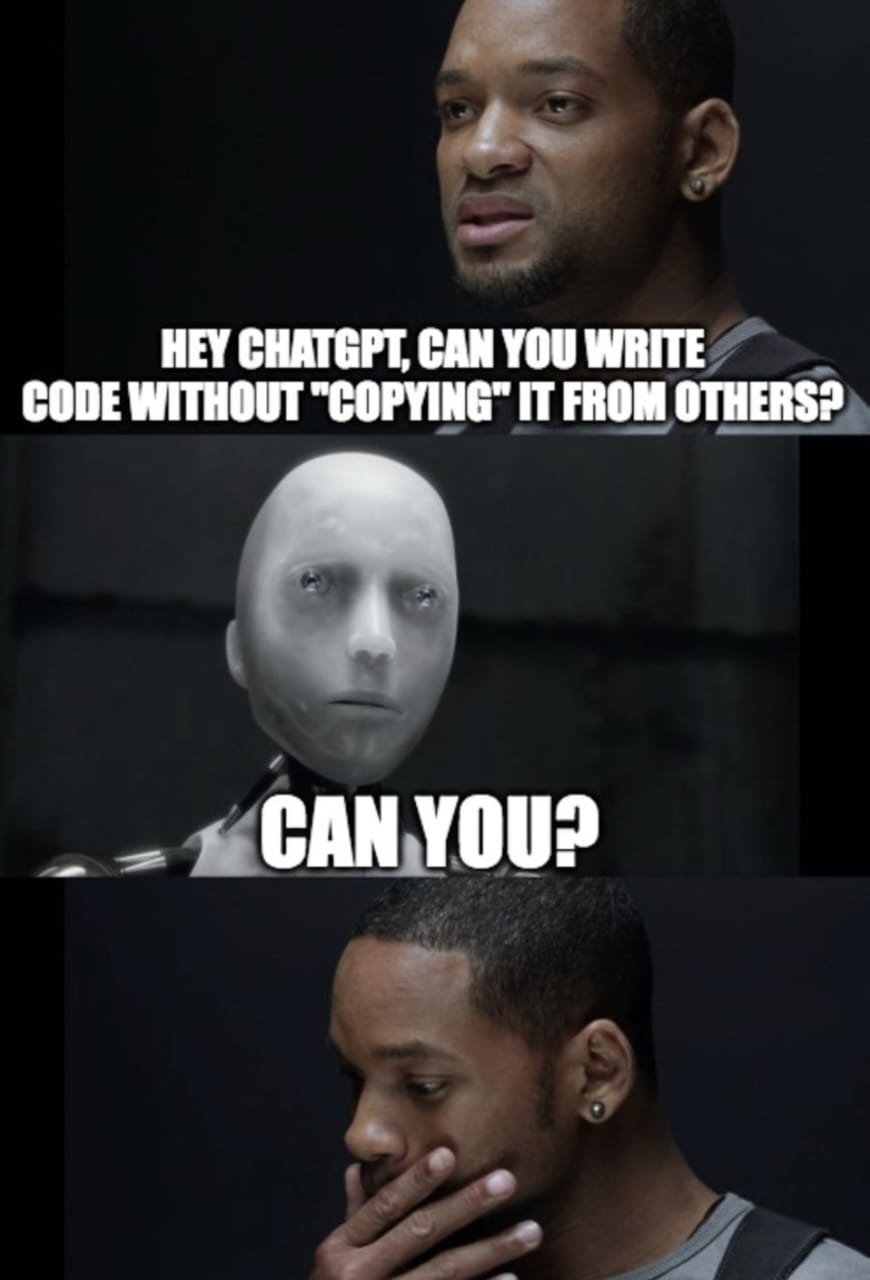 HEY CHATGPT, CAN YOU WRITE
CODE WITHOUT "COPYING" IT FROM OTHERS?
CAN YOU?